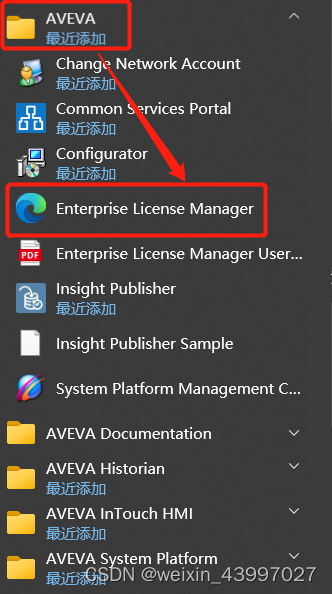 AVEVA
最近添加
Change Network Account
最近添加
Common Services Portal
最近添加
Configurator
最近添加
Enterprise License Manager
PDF
Enterprise License Manager User...
Insight Publisher
最近添加
Insight Publisher Sample
System Platform Management C...
AVEVA Documentation
AVEVA Historian
最近添加
AVEVA InTouch HMI
最近添加
AVEVA System Platform
最近添加
CSDN @weixin_43997027